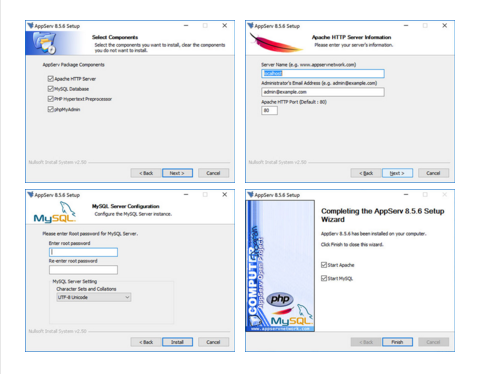 AppServ 8.5.6 Setup
Select Components
Select the components you want to install, clear the components
you do not want to install.
AppServ Package Components
Apache HTTP Server
MySQL Database
PHP Hypertext Preprocessor
phpMyAdmin
Nullsoft Install System v2.50
< Back
Next >
Cancel
AppServ 8.5.6 Setup
Apache HTTP Server Information
Please enter your server's information.
Server Name (e.g. www.appservnetwork.com)
localhost
Administrator's Email Address (e.g. admin@example.com)
admin@example.com
Apache HTTP Port (Default : 80)
80
Nullsoft Install System v2.50
< Back
Next >
Cancel
AppServ 8.5.6 Setup
MySQL
MySQL Server Configuration
Configure the MySQL Server instance.
Please enter Root password for MySQL Server.
Enter root password
Re-enter root password
MySQL Server Setting
Character Sets and Collations
UTF-8 Unicode
Nullsoft Install System v2.50
< Back
Install
Cancel
AppServ 8.5.6 Setup
COMPUTER
AppServ Open Project
php
MySQL
www.appservnetwork.com
Completing the AppServ 8.5.6 Setup
Wizard
AppServ 8.5.6 has been installed on your computer.
Click Finish to close this wizard.
Start Apache
Start MySQL
< Back
Finish
Cancel